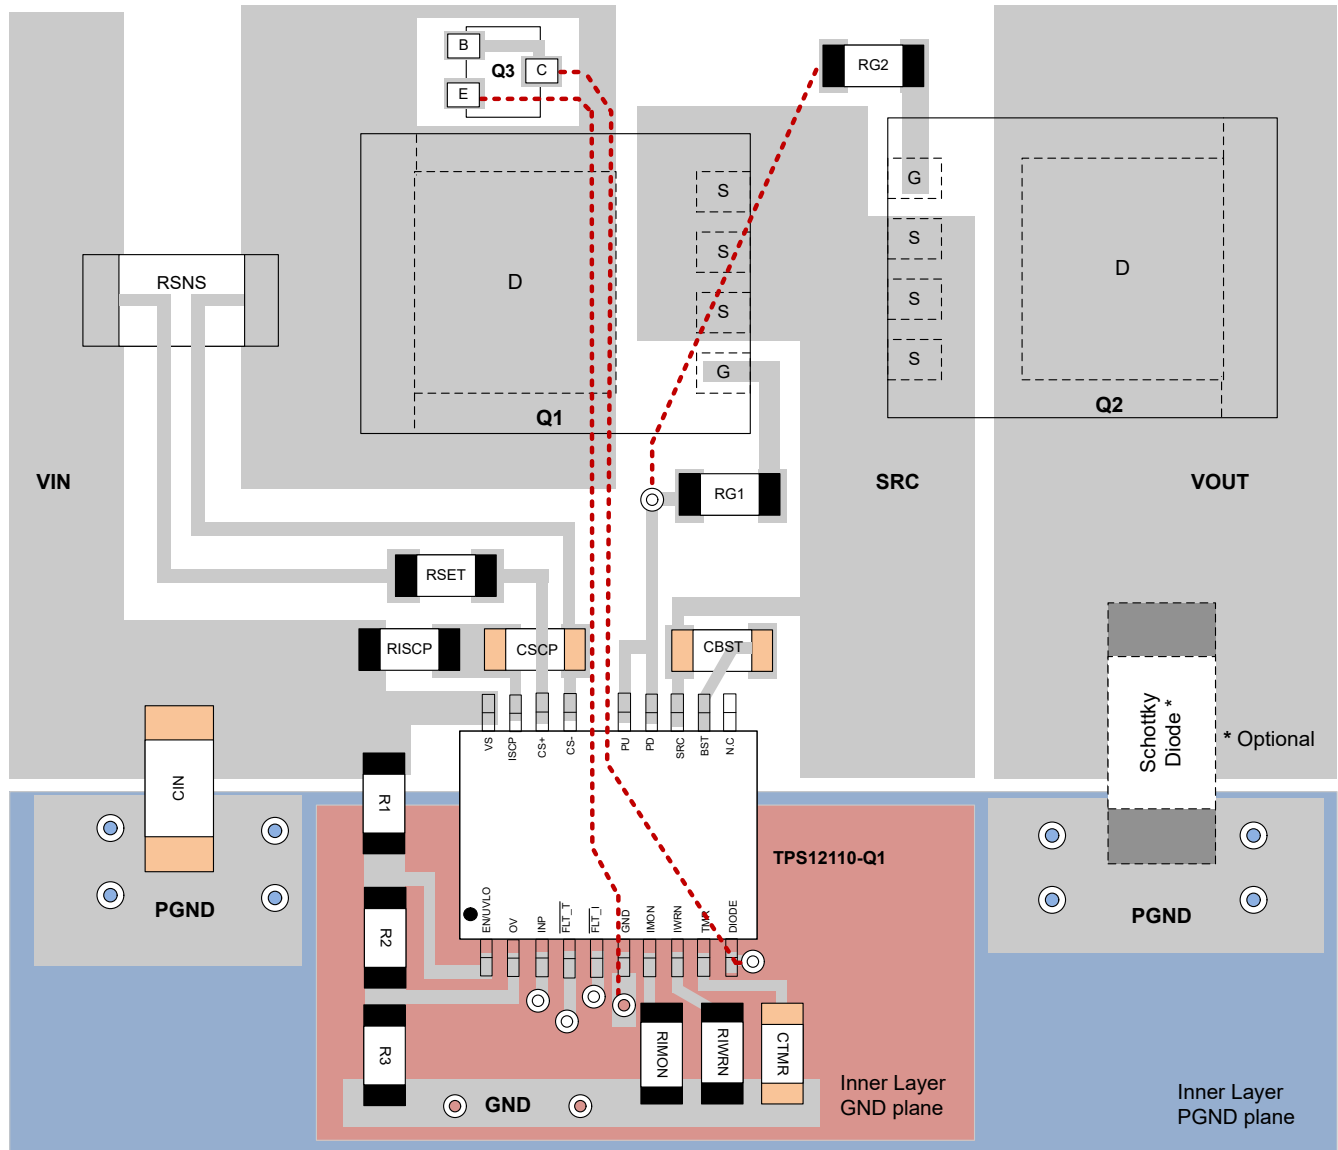 B
Q3
C
E
RG2
S
G
S
S
D
S
S
D
RSNS
G
S
Q1
Q2
VIN
SRC
VOUT
RG1
RSET
RISCP
CSCP
CBST
VS
ISCP
CS+
CS-
PU
PD
SRC
BST
N.C
Schottky
Diode *
* Optional
CIN
R1
TPS12110-Q1
PGND
PGND
R2
EN/UVLO
OV
INP
FLT_T
FLT_I
GND
IMON
IWRN
TMR
DIODE
R3
RIMON
RIWRN
CTMR
GND
Inner Layer
GND plane
Inner Layer
PGND plane